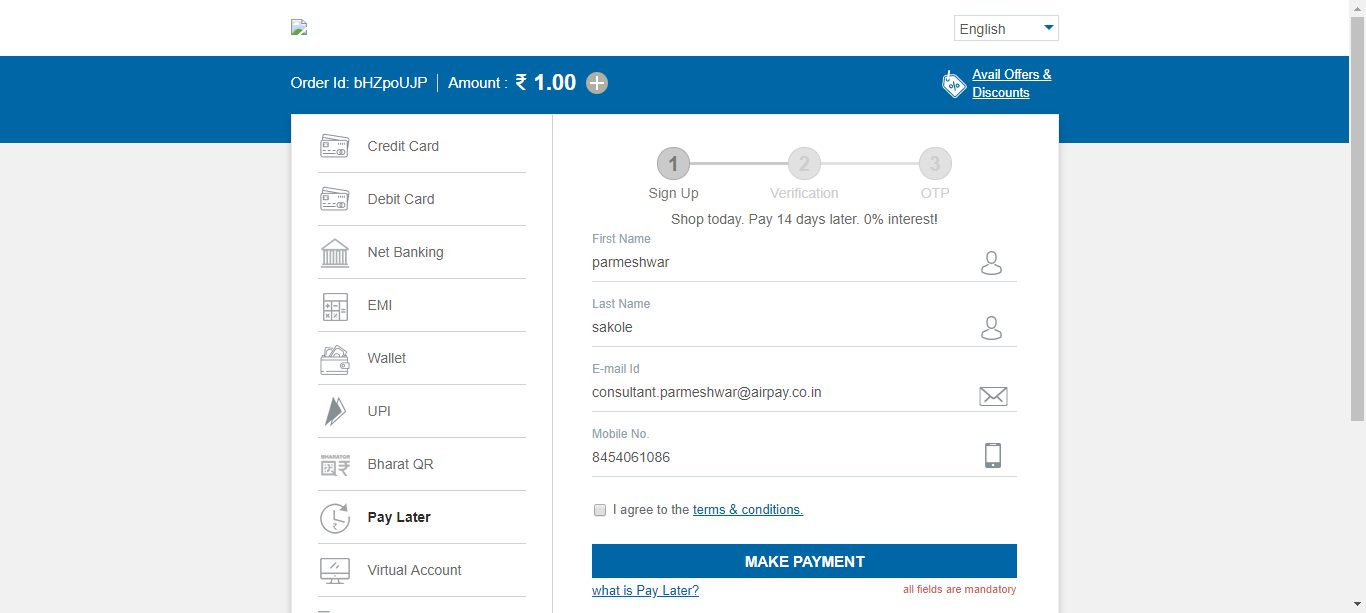 English
Order Id: bHZpoUJP
Amount : ₹ 1.00
Avail Offers &
Discounts
Credit Card
Debit Card
Net Banking
EMI
Wallet
UPI
BHARATQR
Bharat QR
Pay Later
Virtual Account
1
2
3
Sign Up
Verification
OTP
Shop today. Pay 14 days later. 0% interest!
First Name
parmeshwar
Last Name
sakole
E-mail Id
consultant.parmeshwar@airpay.co.in
Mobile No.
8454061086
I agree to the terms & conditions.
MAKE PAYMENT
what is Pay Later?
all fields are mandatory